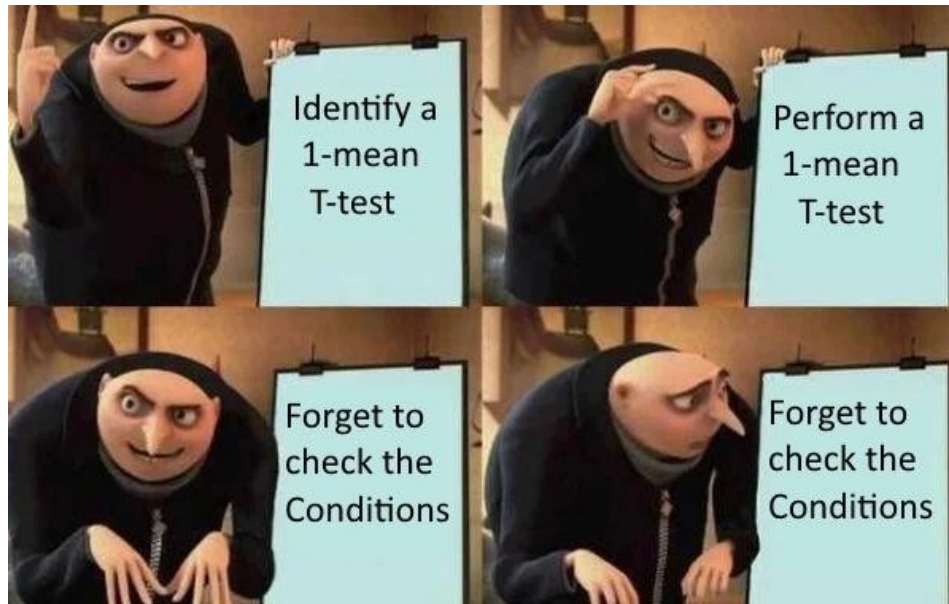 Identify a
1-mean
T-test
Perform a
1-mean
T-test
Forget to
check the
Conditions
Forget to
check the
Conditions